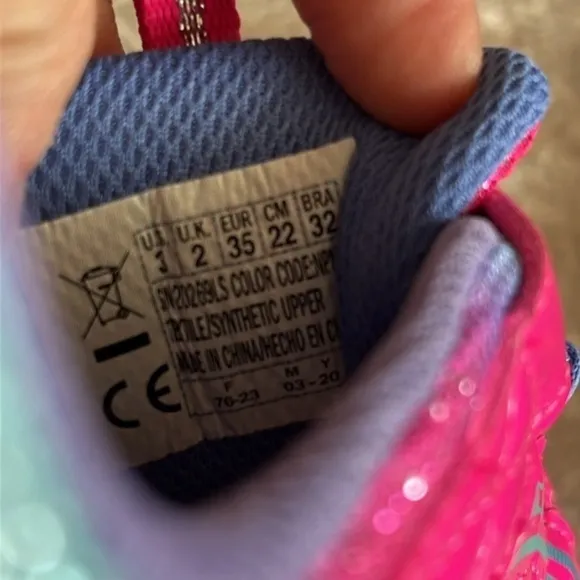 U.S. U.K. EUR CM BRA
3 2 35 22 32
SN20269LS COLOR CODE:NP
TEXTILE/SYNTHETIC UPPER
MADE IN CHINA/HECHO EN
F M Y
76-23 03-20
CE